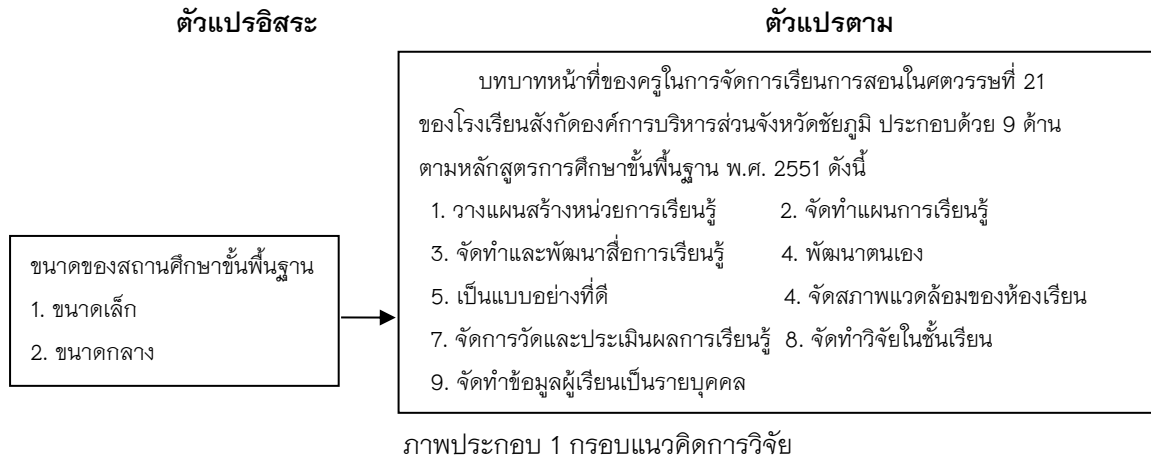 ตัวแปรอิสระ
ตัวแปรตาม
ขนาดของสถานศึกษาขั้นพื้นฐาน
1. ขนาดเล็ก
2. ขนาดกลาง
บทบาทหน้าที่ของครูในการจัดการเรียนการสอนในศตวรรษที่ 21
ของโรงเรียนสังกัดองค์การบริหารส่วนจังหวัดชัยภูมิ ประกอบด้วย 9 ด้าน
ตามหลักสูตรการศึกษาขั้นพื้นฐาน พ.ศ. 2551 ดังนี้
1. วางแผนสร้างหน่วยการเรียนรู้ 2. จัดทำแผนการเรียนรู้
3. จัดทำและพัฒนาสื่อการเรียนรู้ 4. พัฒนาตนเอง
5. เป็นแบบอย่างที่ดี 4. จัดสภาพแวดล้อมของห้องเรียน
7. จัดการวัดและประเมินผลการเรียนรู้ 8. จัดทำวิจัยในชั้นเรียน
9. จัดทำข้อมูลผู้เรียนเป็นรายบุคคล
ภาพประกอบ 1 กรอบแนวคิดการวิจัย